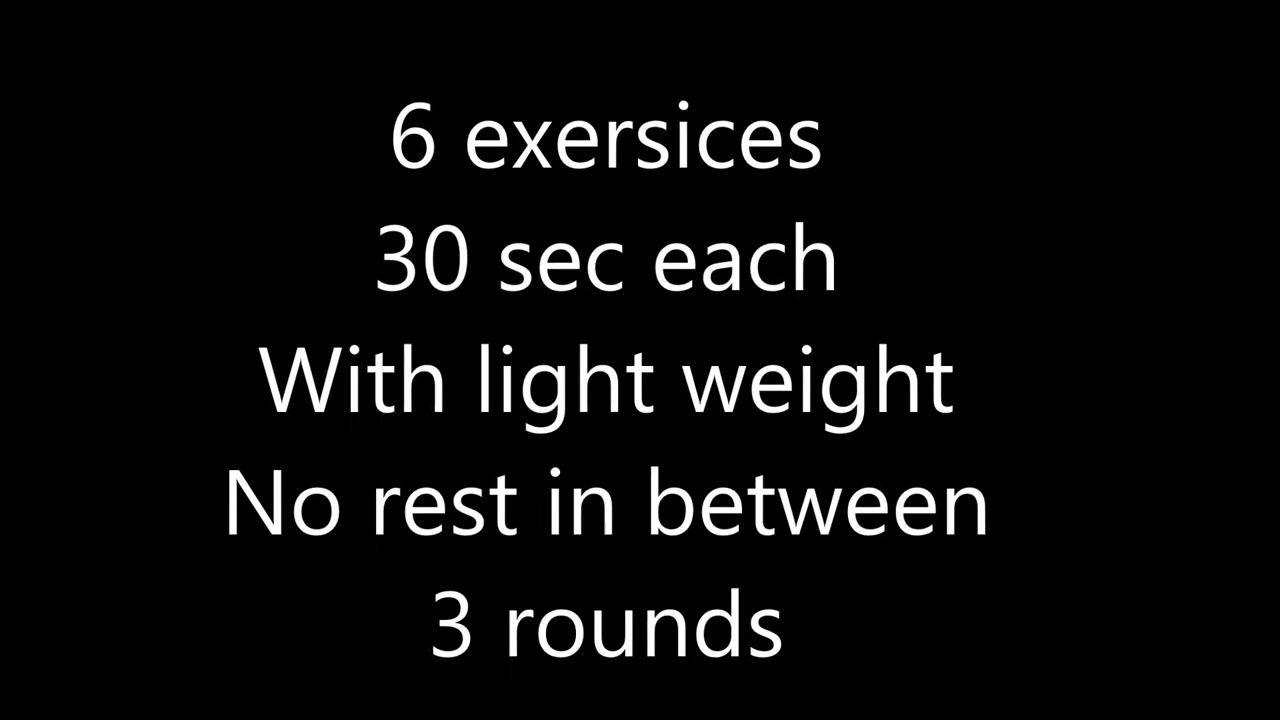 6 exersices
30 sec each
With light weight
No rest in between
3 rounds